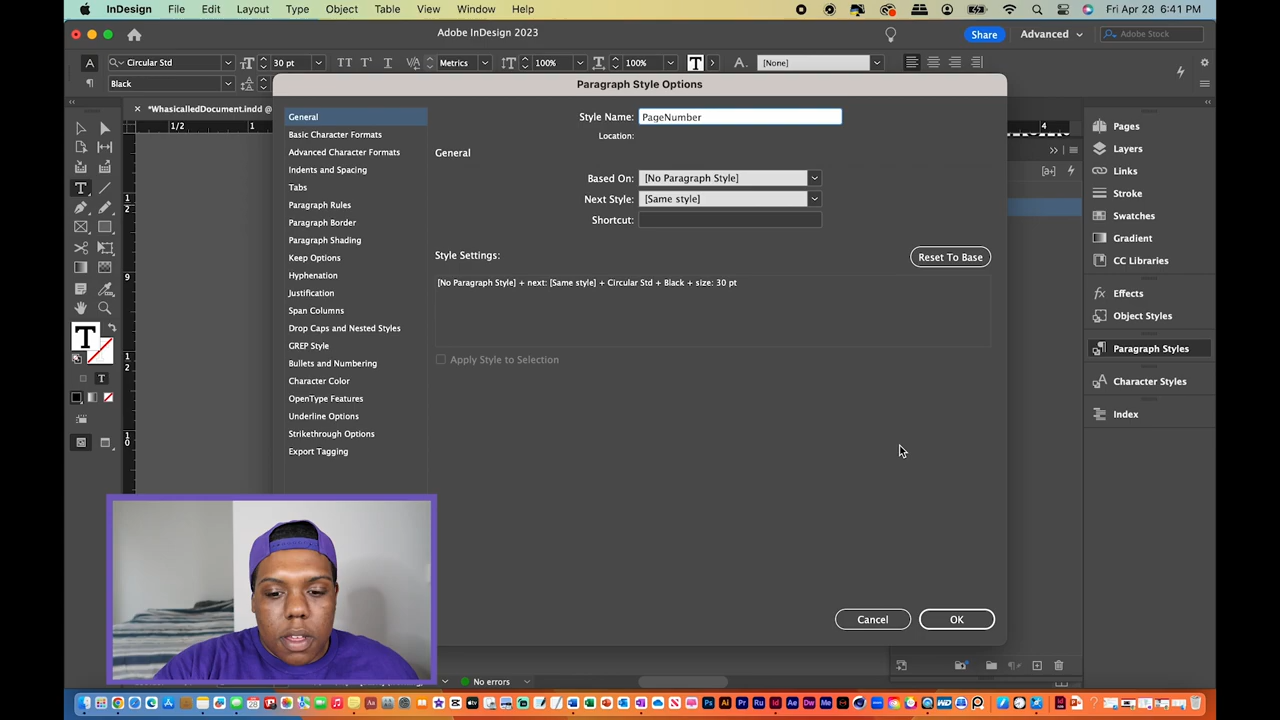 InDesign File Edit Layout Type Object Table View Window Help
Fri Apr 28 6:41 PM
Adobe InDesign 2023
Share
Advanced
Adobe Stock
A
Circular Std
30 pt
Metrics
100%
100%
[None]
Black
*WhasicalledDocument.indd @
1/2
1
4
Paragraph Style Options
General
Basic Character Formats
Advanced Character Formats
Indents and Spacing
Tabs
Paragraph Rules
Paragraph Border
Paragraph Shading
Keep Options
Hyphenation
Justification
Span Columns
Drop Caps and Nested Styles
GREP Style
Bullets and Numbering
Character Color
OpenType Features
Underline Options
Strikethrough Options
Export Tagging
Style Name: PageNumber
Location:
General
Based On: [No Paragraph Style]
Next Style: [Same style]
Shortcut:
Style Settings:
Reset To Base
[No Paragraph Style] + next: [Same style] + Circular Std + Black + size: 30 pt
Apply Style to Selection
Cancel
OK
Pages
Layers
Links
Stroke
Swatches
Gradient
CC Libraries
Effects
Object Styles
Paragraph Styles
Character Styles
Index
No errors